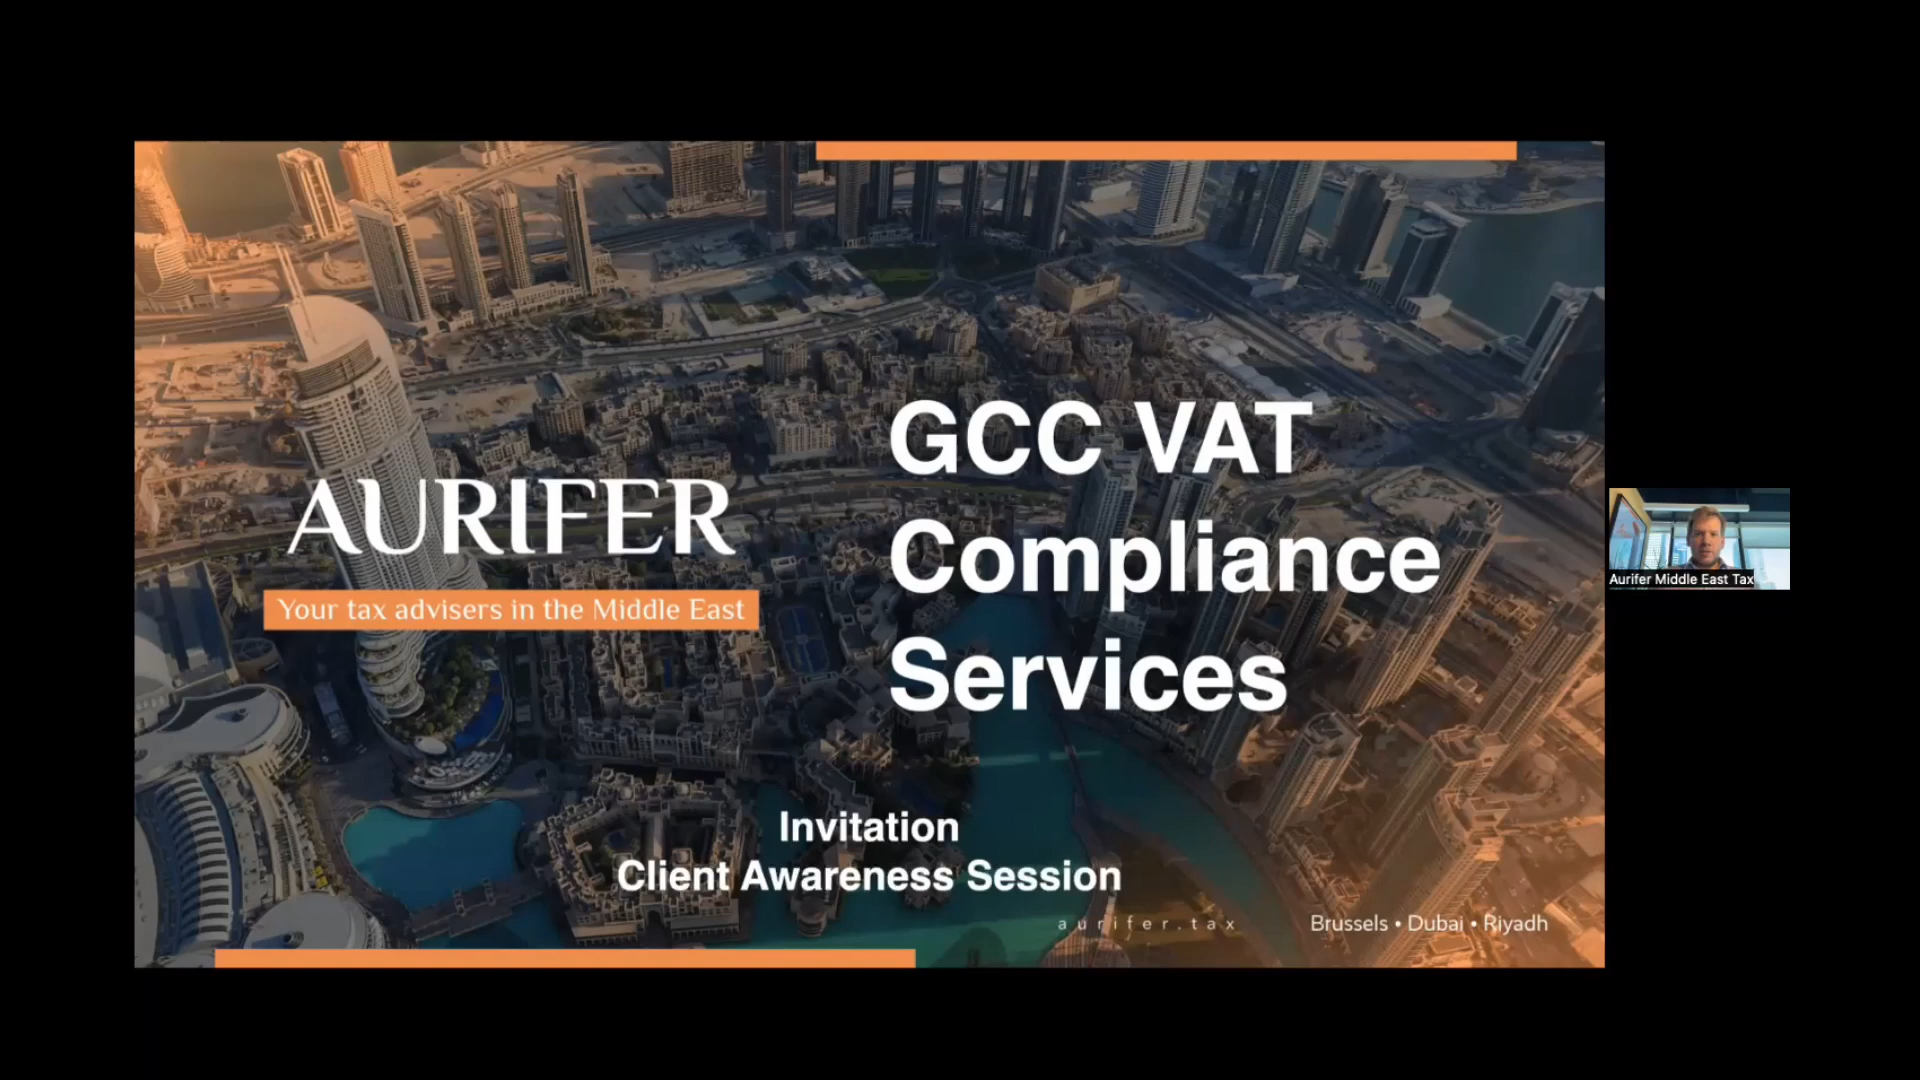 AURIFER
Your tax advisers in the Middle East
GCC VAT
Compliance
Services
Invitation
Client Awareness Session
aurifer.tax
Brussels • Dubai • Riyadh
Aurifer Middle East Tax